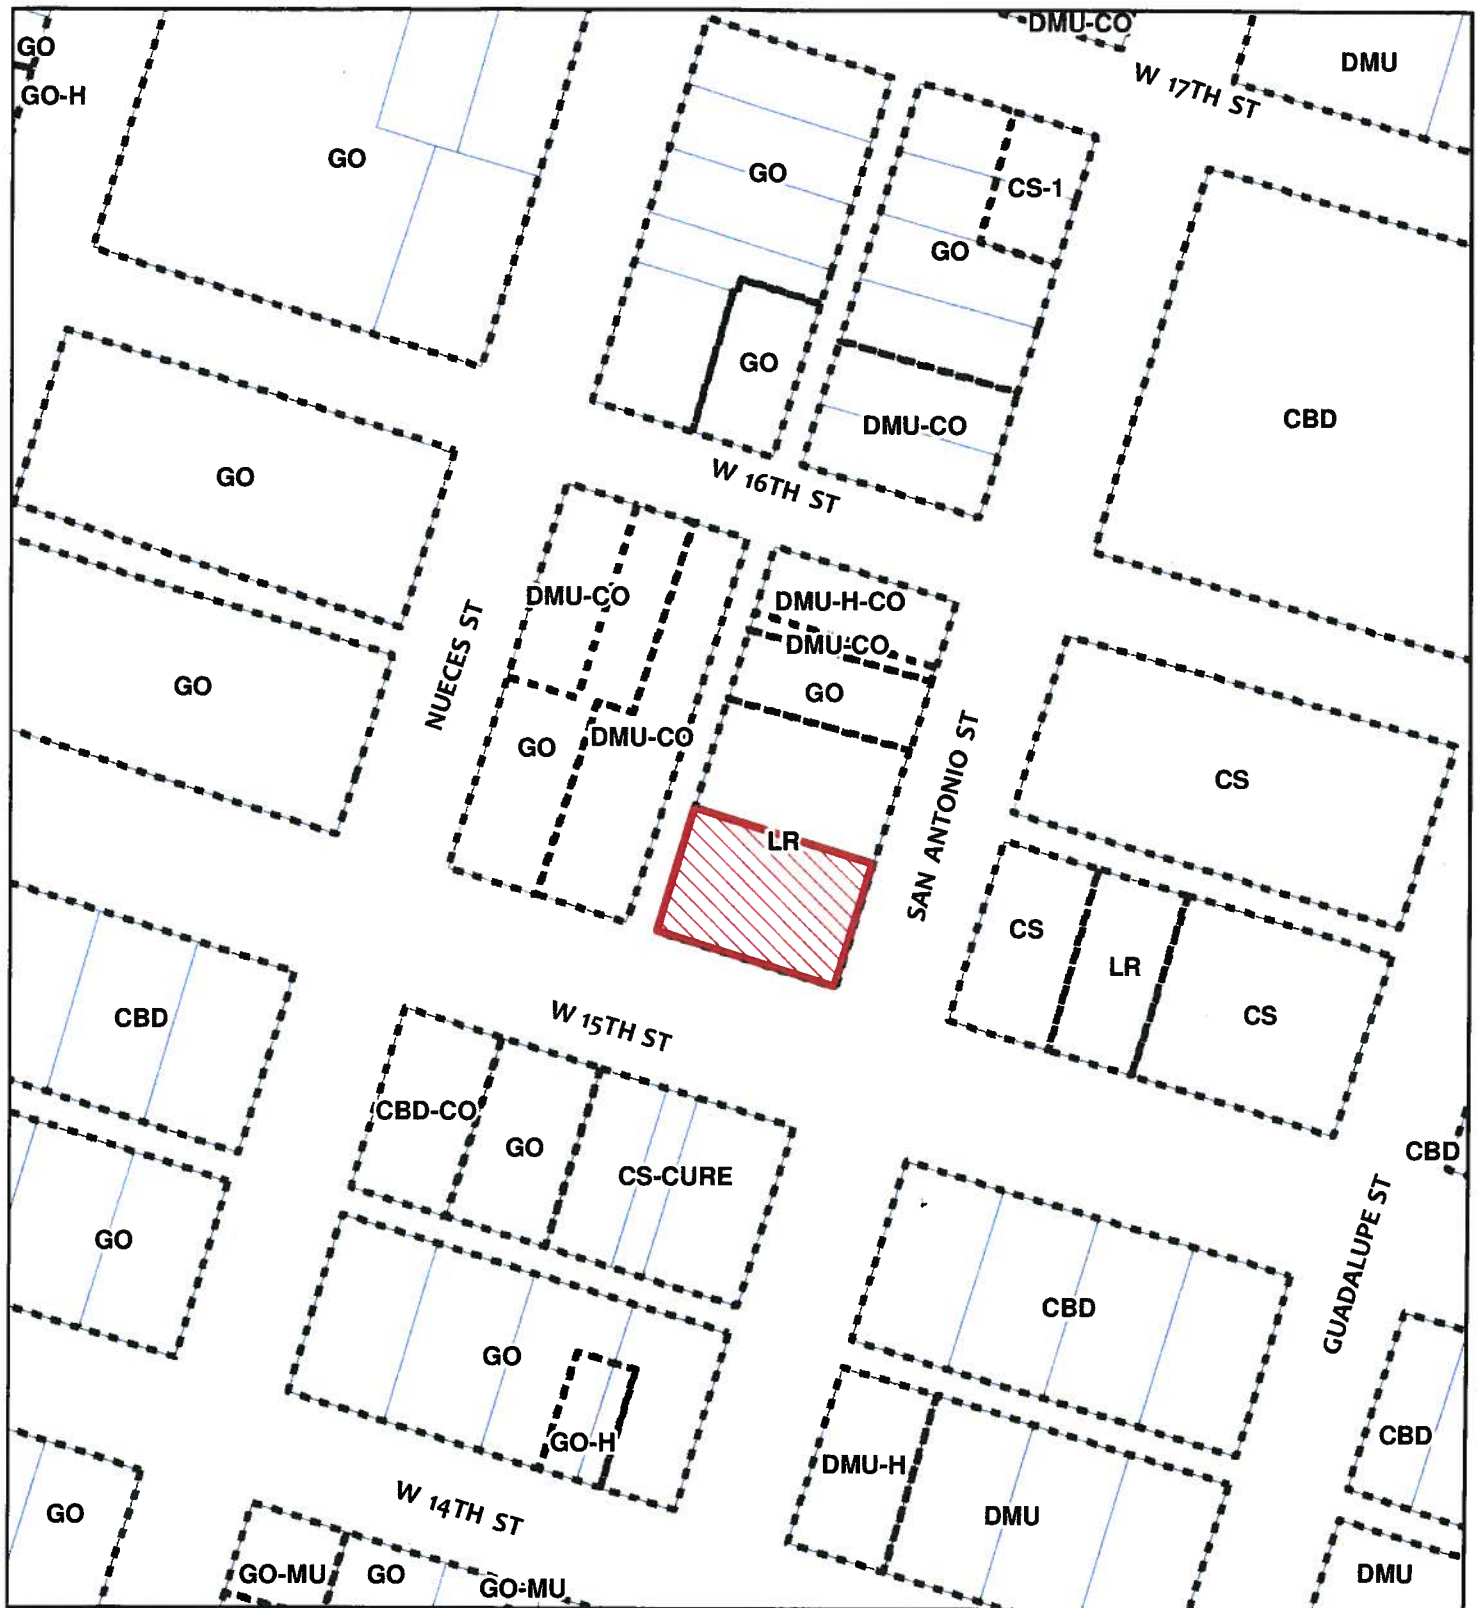 DMU-CO
GO
DMU
W 17TH ST
GO-H
GO
GO
CS-1
GO
GO
CBD
DMU-CO
GO
W 16TH ST
DMU-CO
DMU-H-CO
DMU-CO
NUECES ST
GO
GO
SAN ANTONIO ST
GO
DMU-CO
CS
LR
CS
LR
CBD
W 15TH ST
CS
CBD-CO
GO
CBD
CS-CURE
GO
GUADALUPE ST
CBD
GO
CBD
GO-H
DMU-H
GO
W 14TH ST
DMU
GO-MU
GO
GO-MU
DMU